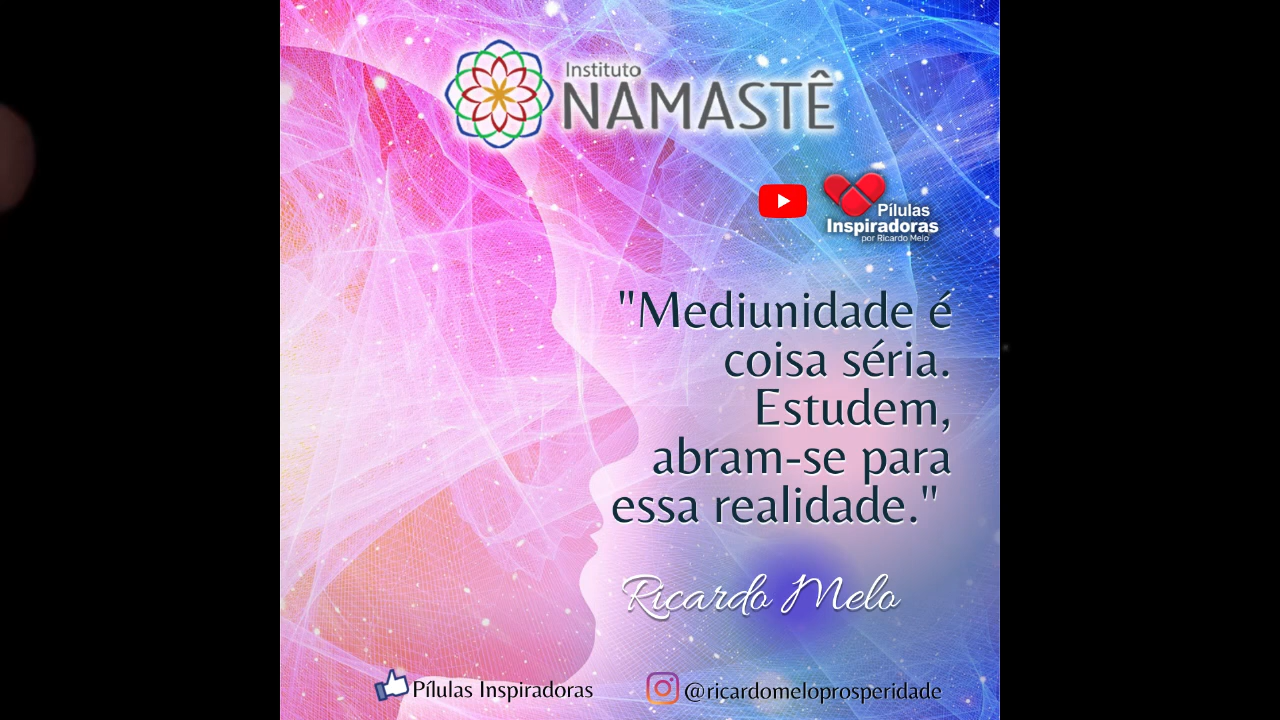 Instituto
NAMASTÊ
Pílulas
Inspiradoras
por Ricardo Melo
"Mediunidade é
coisa séria.
Estudem,
abram-se para
essa realidade."
Ricardo Melo
Pílulas Inspiradoras
@ricardomeloprosperidade